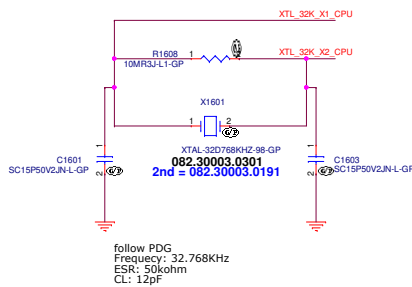 XTL_32K_X1_CPU
R1608
1
XTL_32K_X2_CPU
10MR3J-L1-GP
X1601
1
2
G/P
XTAL-32D768KHZ-98-GP
082.30003.0301
2nd = 082.30003.0191
C1601
SC15P50V2JN-L-GP
1
2
G/P
C1603
SC15P50V2JN-L-GP
1
2
G/P
follow PDG
Frequecy: 32.768KHz
ESR: 50kohm
CL: 12pF